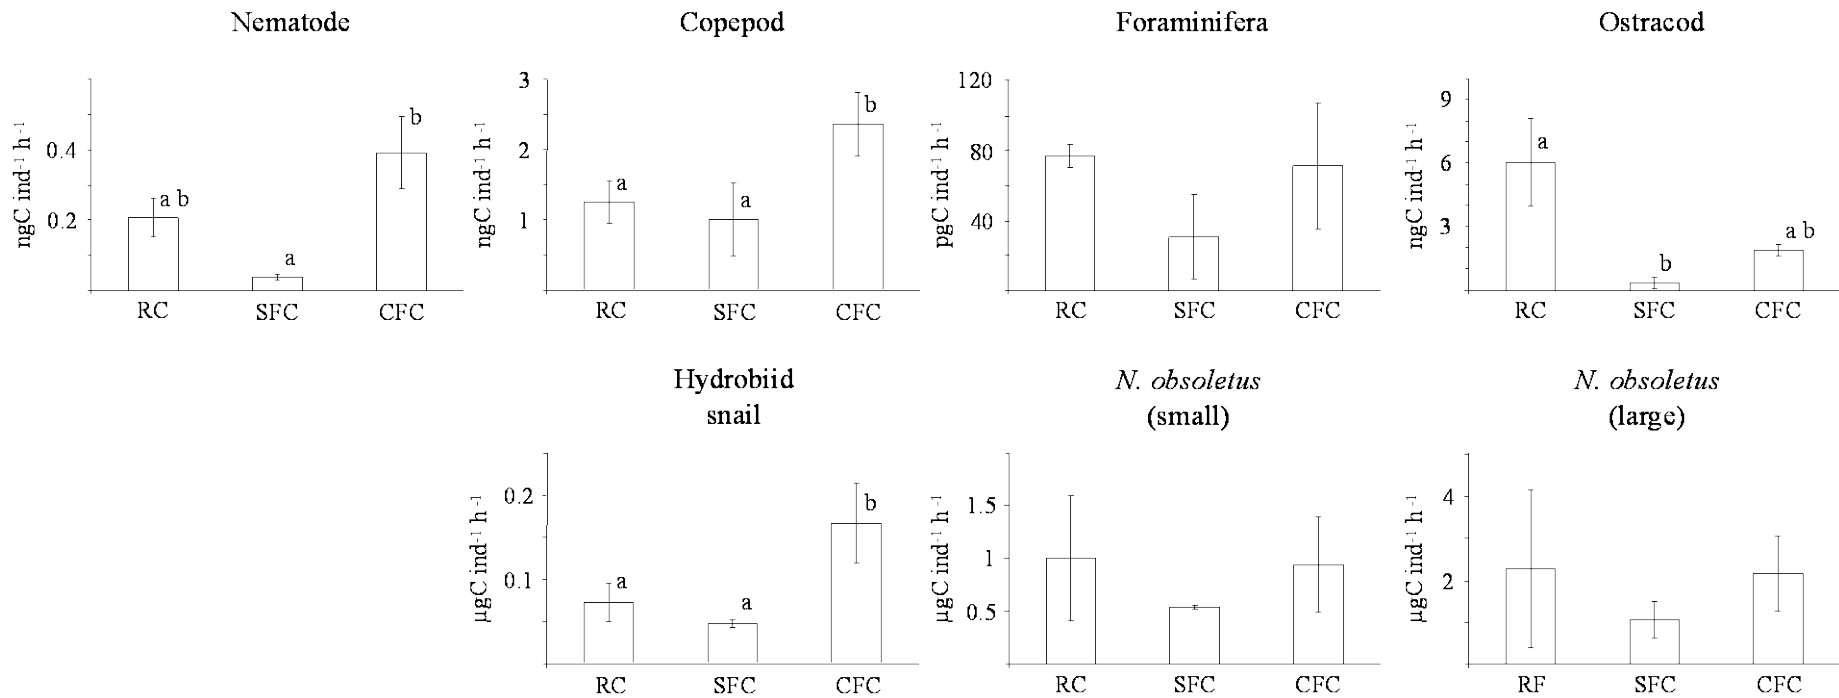 Nematode
ngC ind⁻¹ h⁻¹
0.4
0.2
a b
a
b
RC SFC CFC
Copepod
ngC ind⁻¹ h⁻¹
3
2
1
a
a
b
RC SFC CFC
Foraminifera
pgC ind⁻¹ h⁻¹
120
80
40
RC SFC CFC
Ostracod
ngC ind⁻¹ h⁻¹
9
6
3
a
b
a b
RC SFC CFC
Hydrobiid
snail
µgC ind⁻¹ h⁻¹
0.2
0.1
a
a
b
RC SFC CFC
N. obsoletus
(small)
µgC ind⁻¹ h⁻¹
1.5
1
0.5
RC SFC CFC
N. obsoletus
(large)
µgC ind⁻¹ h⁻¹
4
2
RF SFC CFC